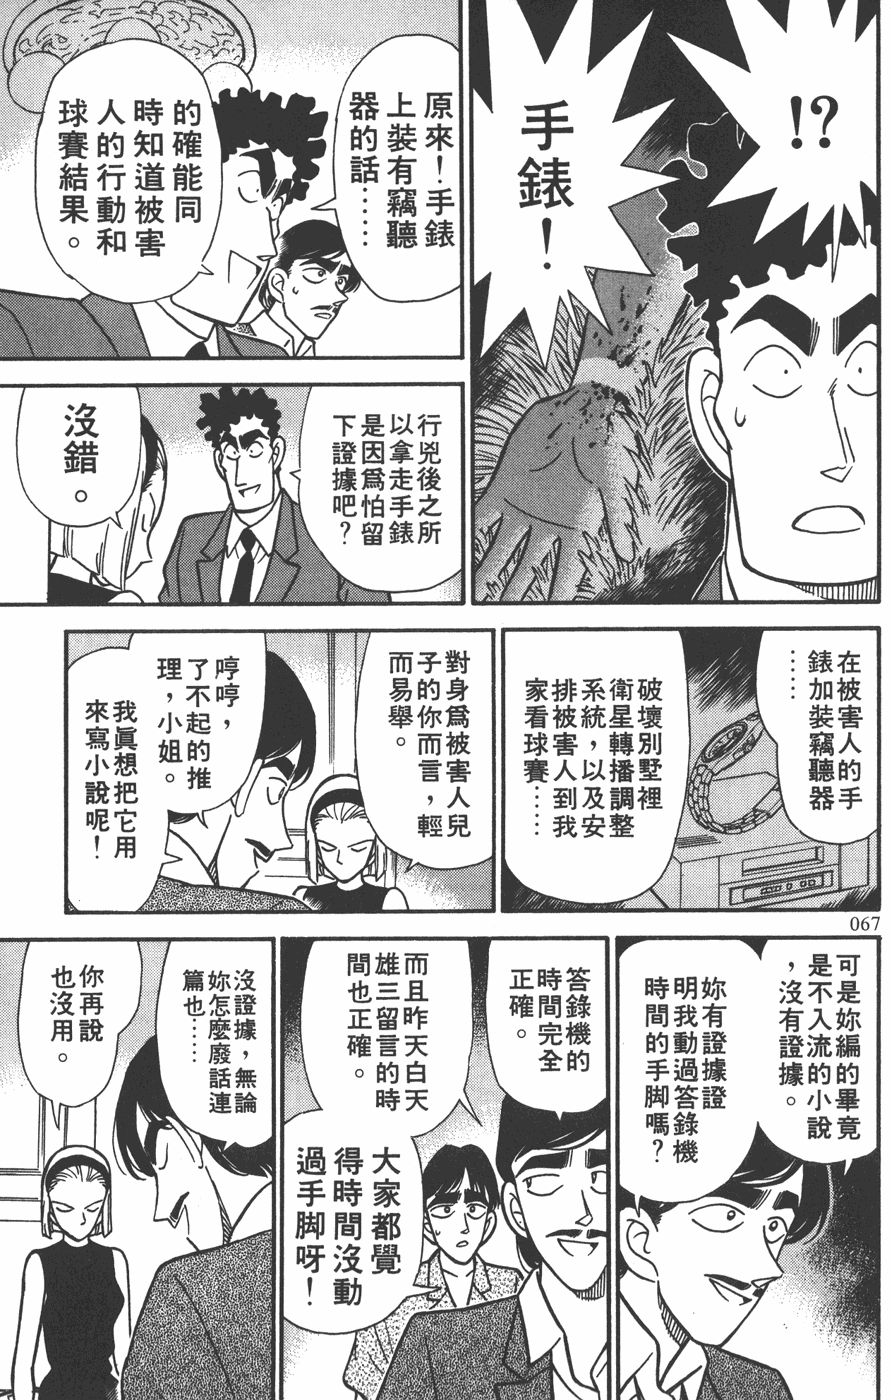 !?
手錶!
原來!手錶
上裝有竊聽
器的話……
的確能同
時知道被害
人的行動和
球賽結果。
行兇後之所
以拿走手錶
是因為怕留
下證據吧?
沒錯。
在被害人的手
錶加裝竊聽器
……
破壞別墅裡
衛星轉播調整
系統,以及安
排被害人到我
家看球賽……
對身為被害人兒
子的你而言,輕
而易舉。
哼哼,
了不起的推
理,小姐。
我真想把它用
來寫小說呢!
067
可是妳編的畢竟
是不入流的小說
,沒有證據。
妳有證據證
明我動過答錄機
時間的手腳嗎?
答錄機的
時間完全
正確。
而且昨天白天
雄三留言的時
間也正確。
大家都覺
得時間沒動
過手脚呀!
沒證據,無論
妳怎麼廢話連
篇也……
你再說
也沒用。